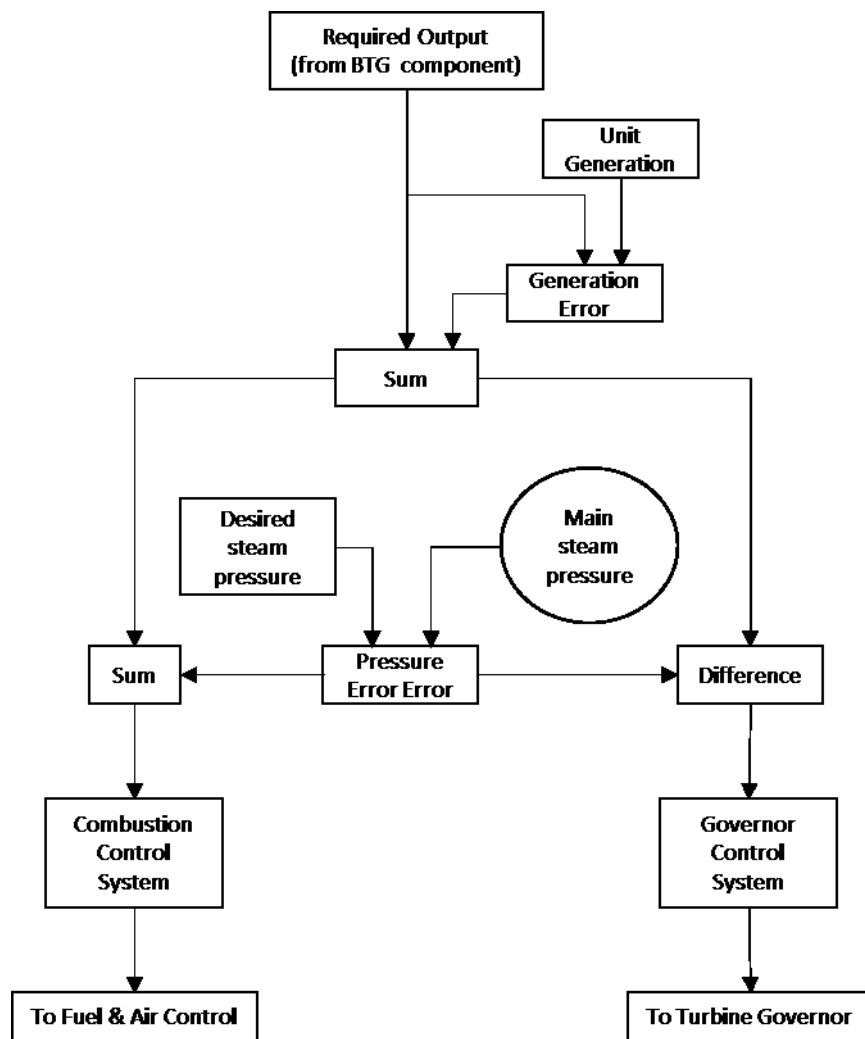 Required Output
(from BTG component)
Unit
Generation
Generation
Error
Sum
Desired
steam
pressure
Main
steam
pressure
Sum
Pressure
Error Error
Difference
Combustion
Control
System
Governor
Control
System
To Fuel & Air Control
To Turbine Governor